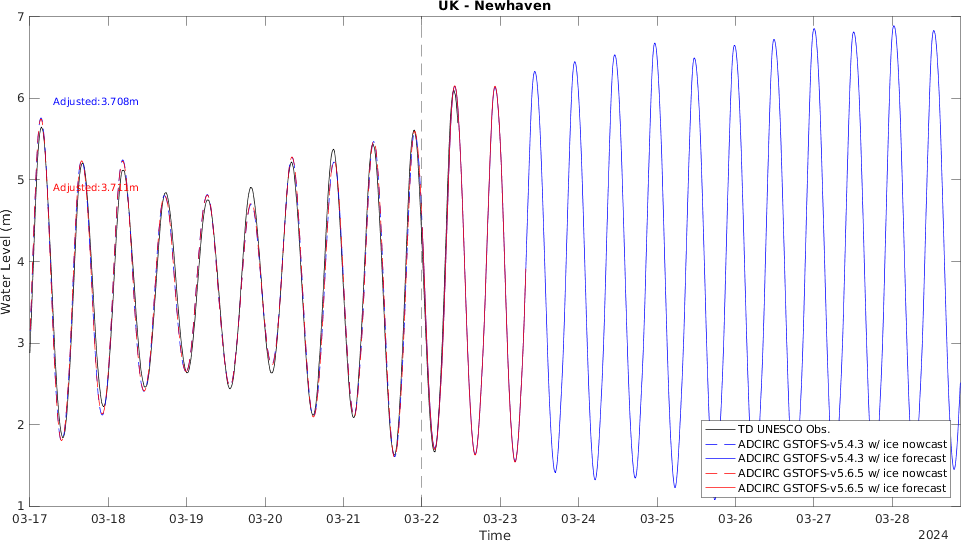 UK - Newhaven
7
6
5
4
3
2
1
Water Level (m)
Adjusted:3.708m
Adjusted:3.711m
TD UNESCO Obs.
ADCIRC GSTOFS-v5.4.3 w/ ice nowcast
ADCIRC GSTOFS-v5.4.3 w/ ice forecast
ADCIRC GSTOFS-v5.6.5 w/ ice nowcast
ADCIRC GSTOFS-v5.6.5 w/ ice forecast
03-17 03-18 03-19 03-20 03-21 03-22 03-23 03-24 03-25 03-26 03-27 03-28
Time
2024